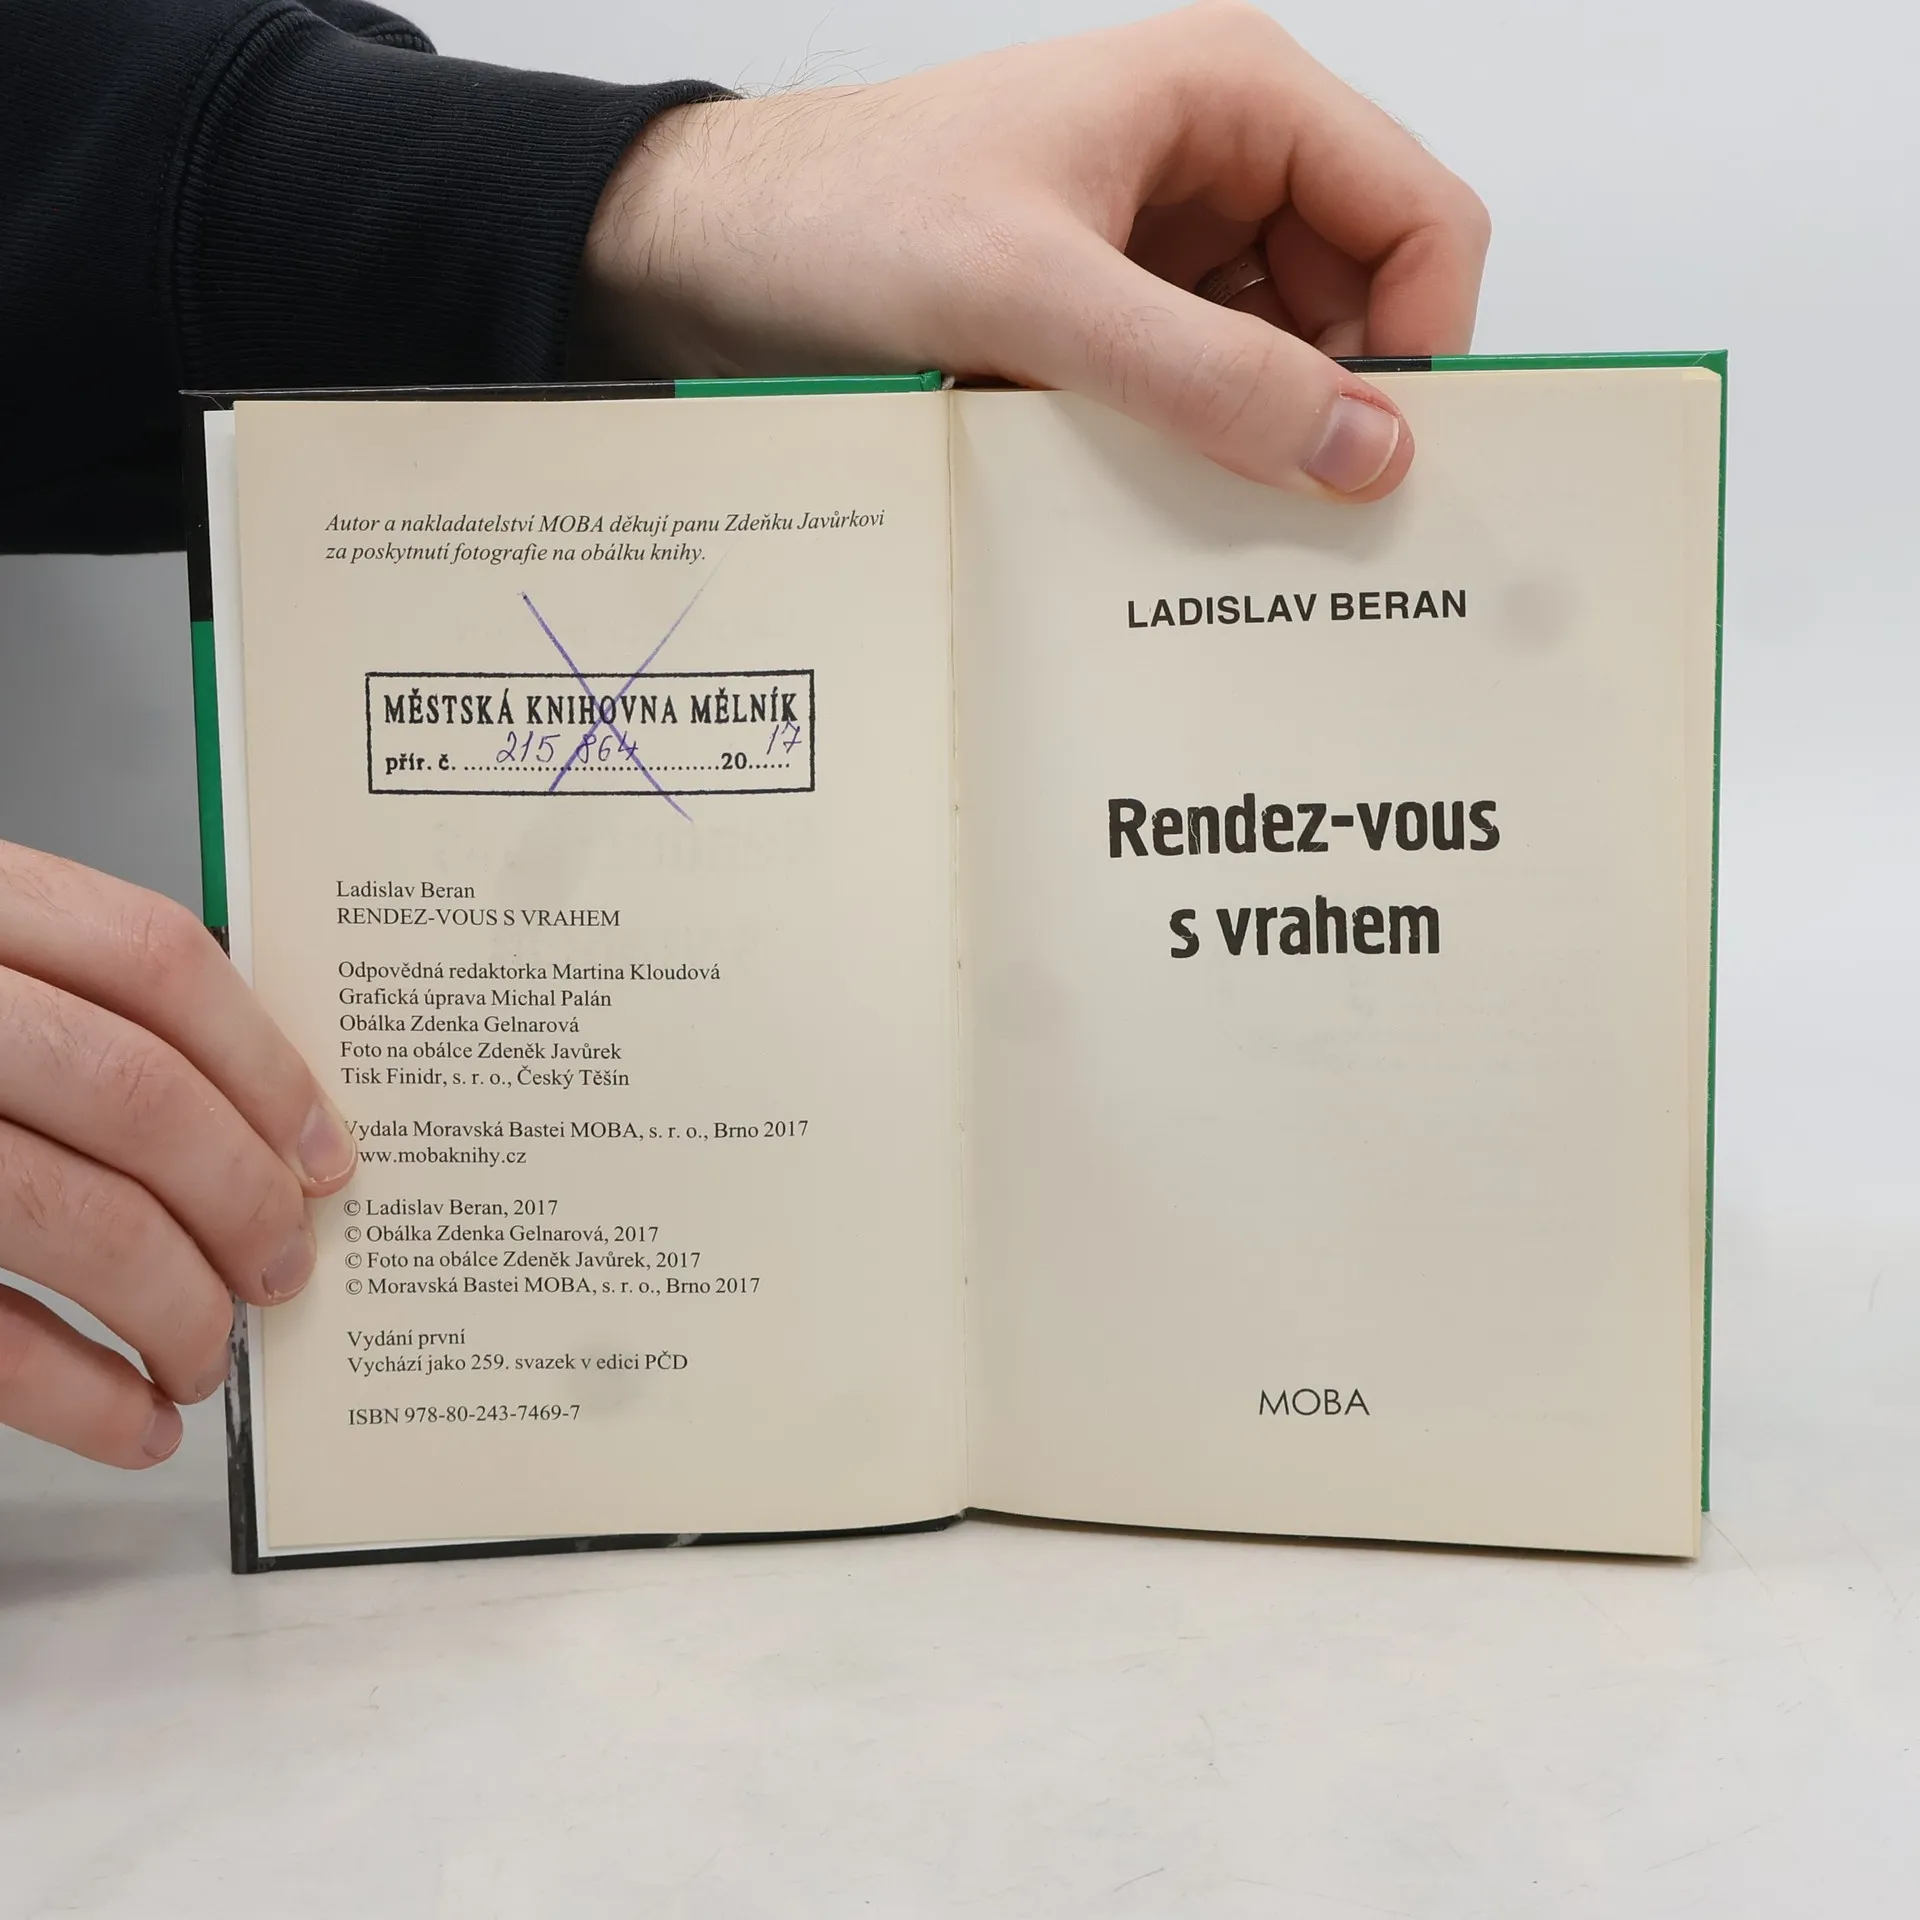 Autor a nakladatelství MOBA děkují panu Zdeňku Javůrkovi
za poskytnutí fotografie na obálku knihy.
MĚSTSKÁ KNIHOVNA MĚLNÍK
přír. č. 215 864 20 17
Ladislav Beran
RENDEZ-VOUS S VRAHEM
Odpovědná redaktorka Martina Kloudová
Grafická úprava Michal Palán
Obálka Zdenka Gelnarová
Foto na obálce Zdeněk Javůrek
Tisk Finidr, s. r. o., Český Těšín
Vydala Moravská Bastei MOBA, s. r. o., Brno 2017
www.mobaknihy.cz
© Ladislav Beran, 2017
© Obálka Zdenka Gelnarová, 2017
© Foto na obálce Zdeněk Javůrek, 2017
© Moravská Bastei MOBA, s. r. o., Brno 2017
Vydání první
Vychází jako 259. svazek v edici PČD
ISBN 978-80-243-7469-7
LADISLAV BERAN
Rendez-vous
s vrahem
MOBA